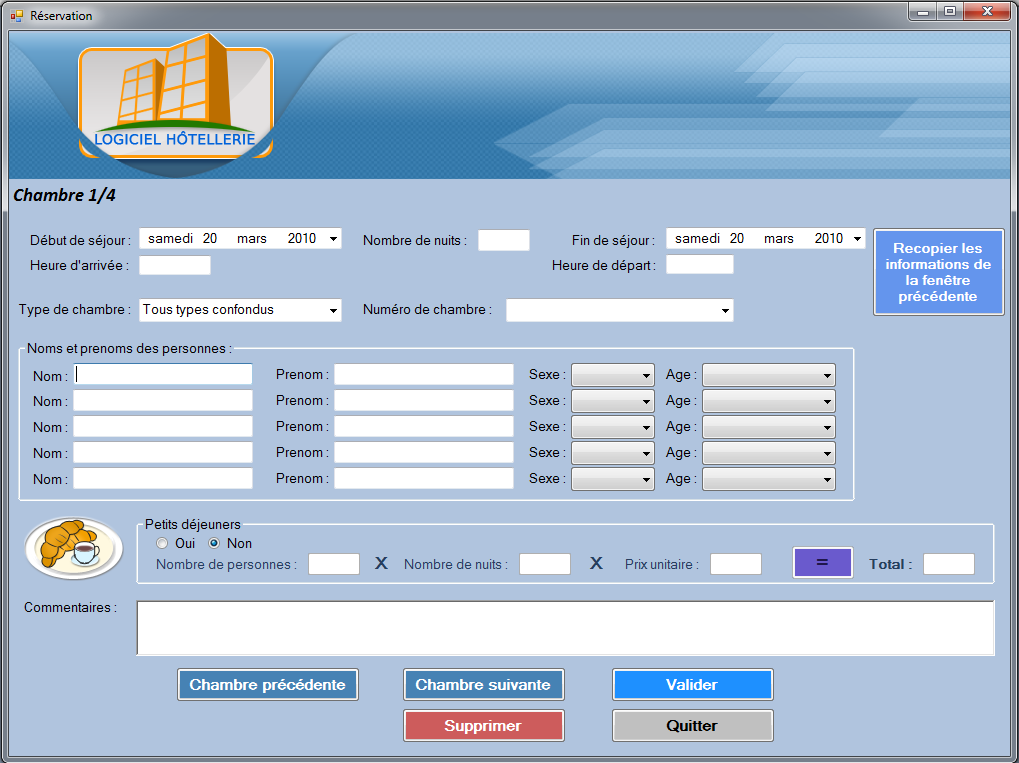 Réservation
LOGICIEL HÔTELLERIE
Chambre 1/4
Début de séjour : samedi 20 mars 2010 Nombre de nuits : Fin de séjour : samedi 20 mars 2010
Heure d'arrivée : Heure de départ :
Recopier les
informations de
la fenêtre
précédente
Type de chambre : Tous types confondus Numéro de chambre :
Noms et prenoms des personnes :
Nom : Prenom : Sexe : Age :
Nom : Prenom : Sexe : Age :
Nom : Prenom : Sexe : Age :
Nom : Prenom : Sexe : Age :
Nom : Prenom : Sexe : Age :
Petits déjeuners
Oui Non
Nombre de personnes : X Nombre de nuits : X Prix unitaire : = Total :
Commentaires :
Chambre précédente Chambre suivante Valider
Supprimer Quitter